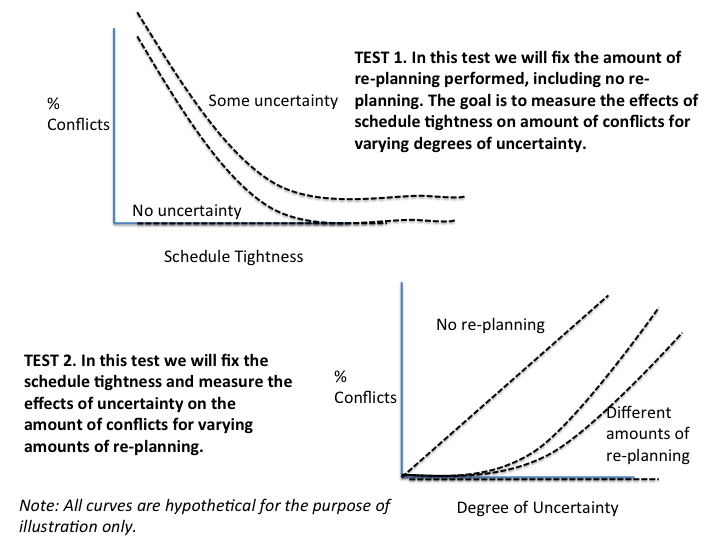 TEST 1. In this test we will fix the amount of
re-planning performed, including no re-
planning. The goal is to measure the effects of
schedule tightness on amount of conflicts for
varying degrees of uncertainty.
%
Conflicts
Some uncertainty
No uncertainty
Schedule Tightness
TEST 2. In this test we will fix the
schedule tightness and measure the
effects of uncertainty on the
amount of conflicts for varying
amounts of re-planning.
%
Conflicts
No re-planning
Different
amounts of
re-planning
Degree of Uncertainty
Note: All curves are hypothetical for the purpose of
illustration only.